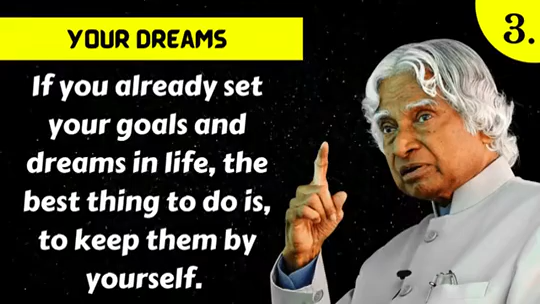 YOUR DREAMS
3.
If you already set
your goals and
dreams in life, the
best thing to do is,
to keep them by
yourself.